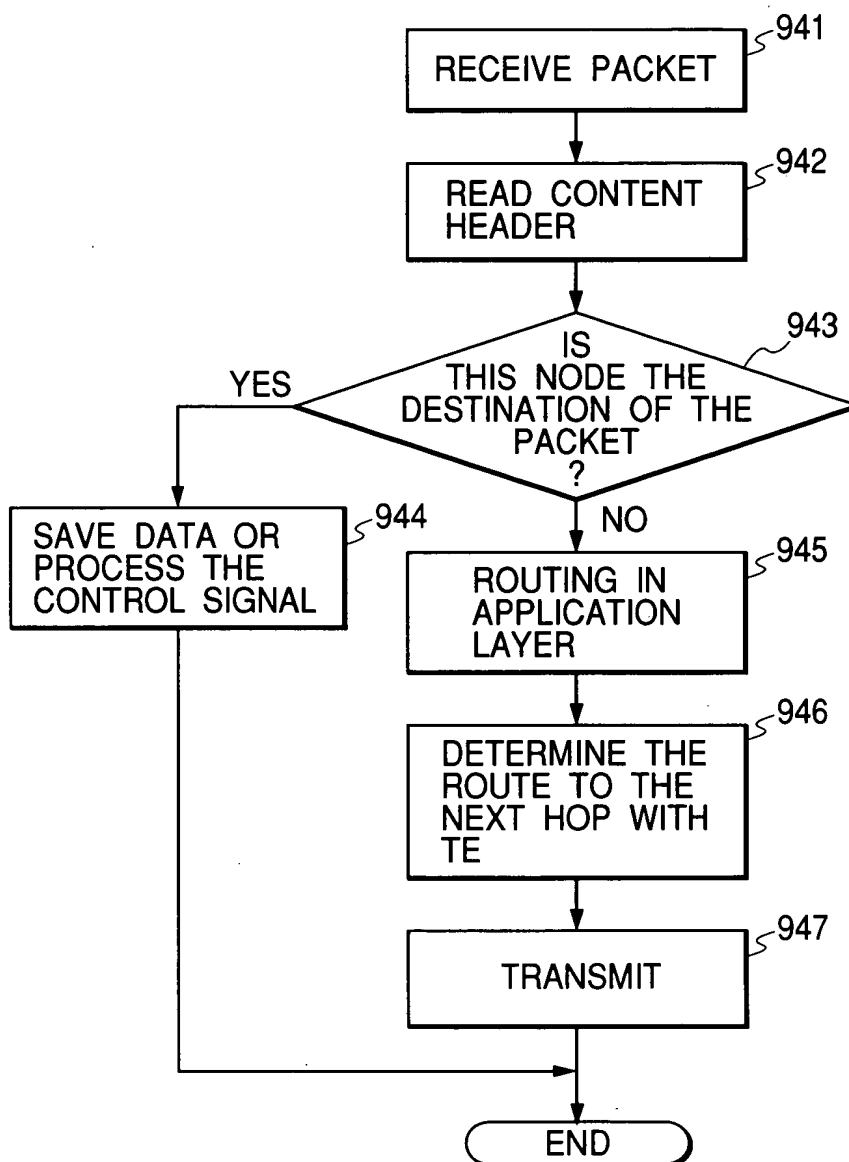 941
RECEIVE PACKET
942
READ CONTENT
HEADER
943
IS
THIS NODE THE
DESTINATION OF THE
PACKET
?
YES
NO
944
SAVE DATA OR
PROCESS THE
CONTROL SIGNAL
945
ROUTING IN
APPLICATION
LAYER
946
DETERMINE THE
ROUTE TO THE
NEXT HOP WITH
TE
947
TRANSMIT
END